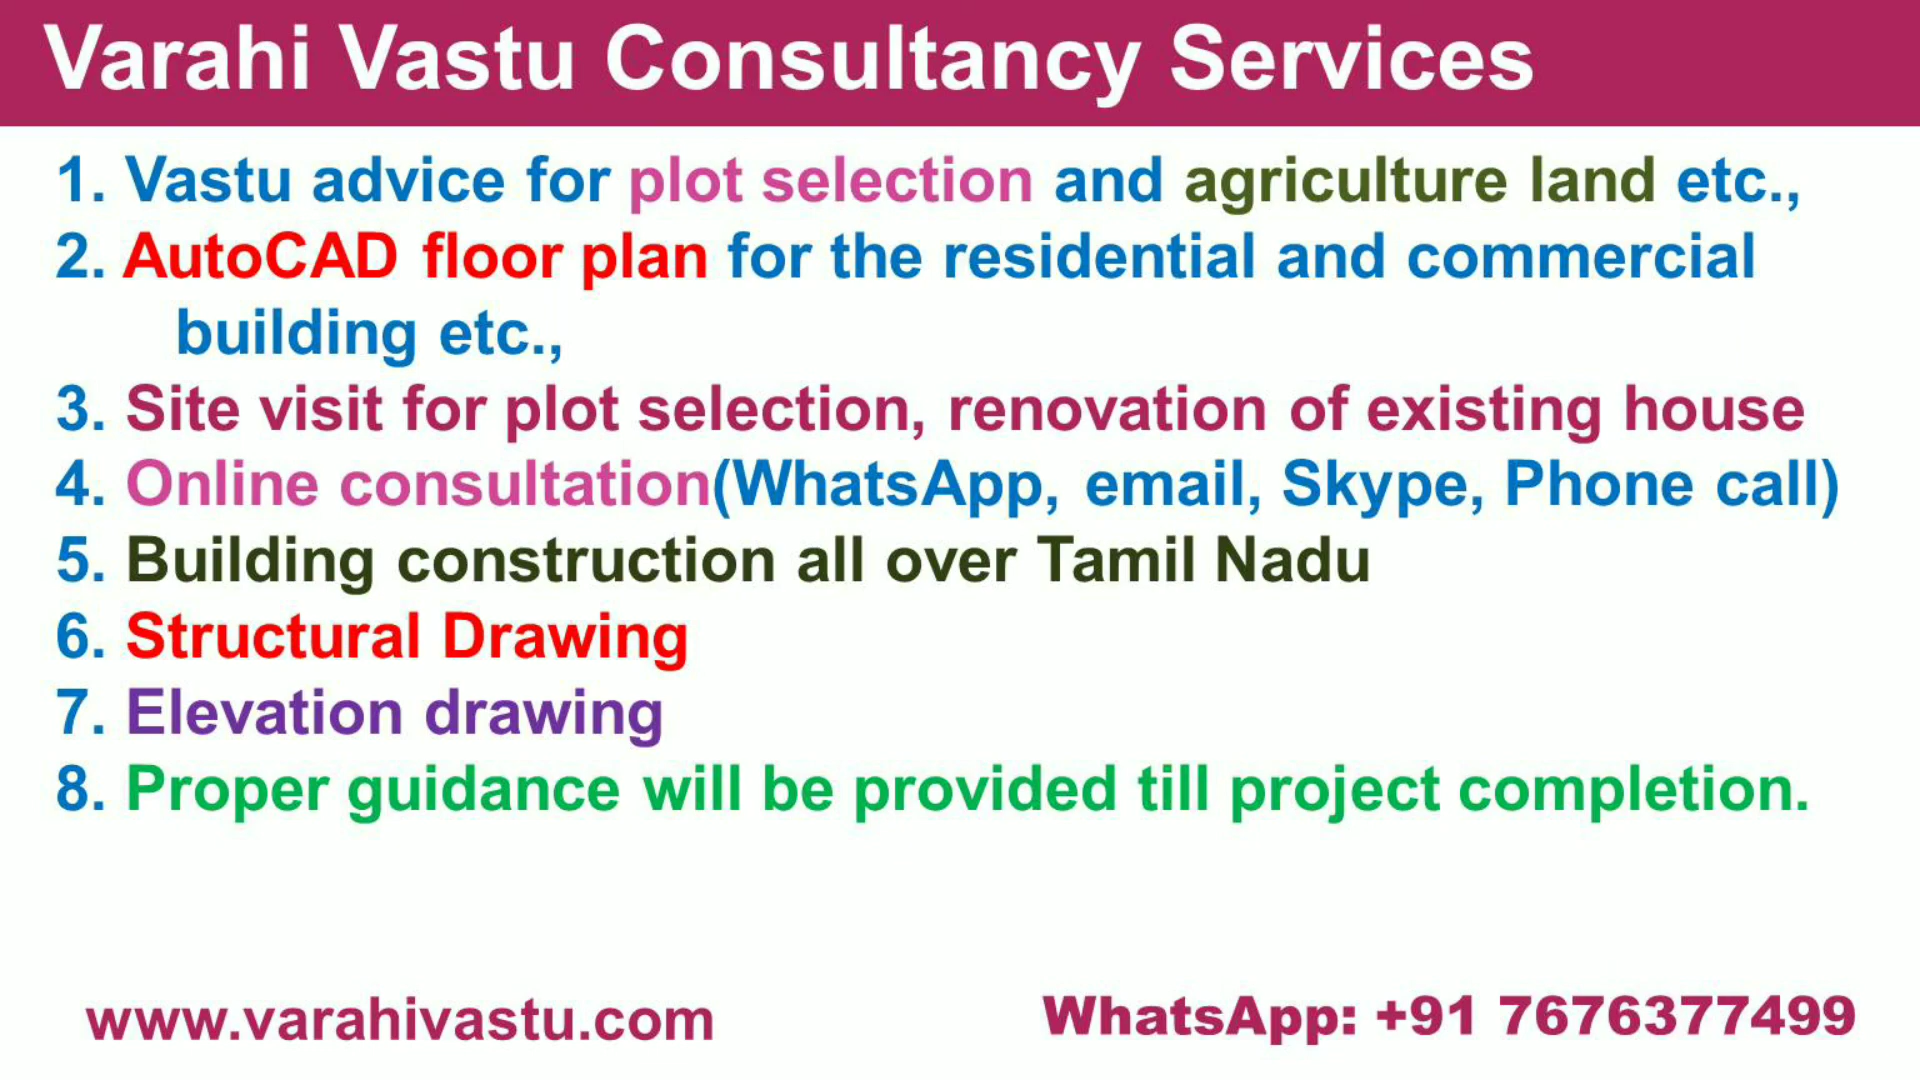 Varahi Vastu Consultancy Services
1. Vastu advice for plot selection and agriculture land etc.,
2. AutoCAD floor plan for the residential and commercial
building etc.,
3. Site visit for plot selection, renovation of existing house
4. Online consultation(WhatsApp, email, Skype, Phone call)
5. Building construction all over Tamil Nadu
6. Structural Drawing
7. Elevation drawing
8. Proper guidance will be provided till project completion.
www.varahivastu.com
WhatsApp: +91 7676377499